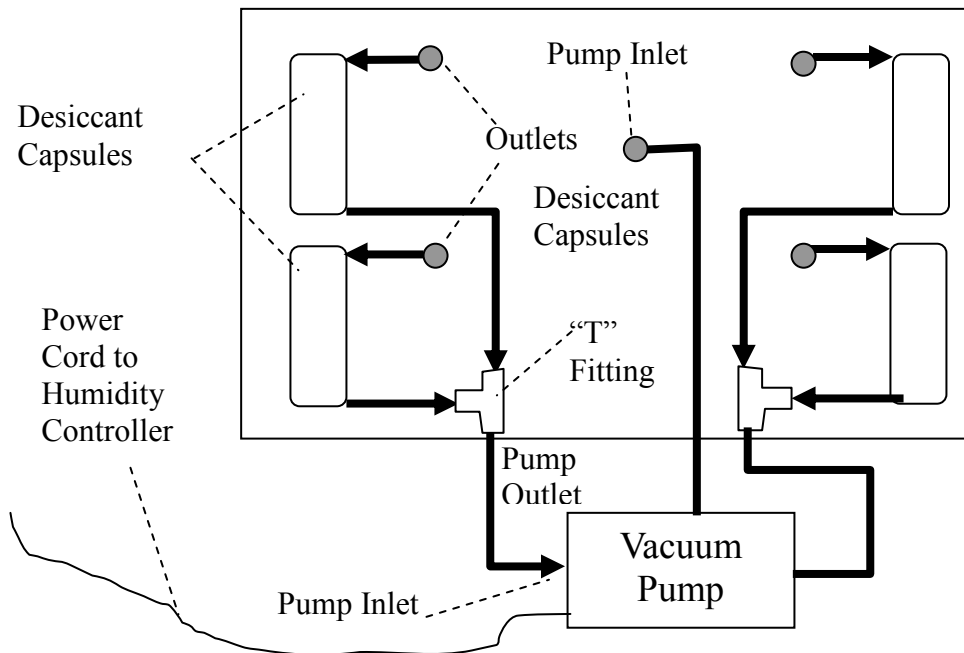 Pump Inlet
Desiccant
Capsules
Outlets
Desiccant
Capsules
Power
Cord to
Humidity
Controller
“T”
Fitting
Pump
Outlet
Vacuum
Pump
Pump Inlet